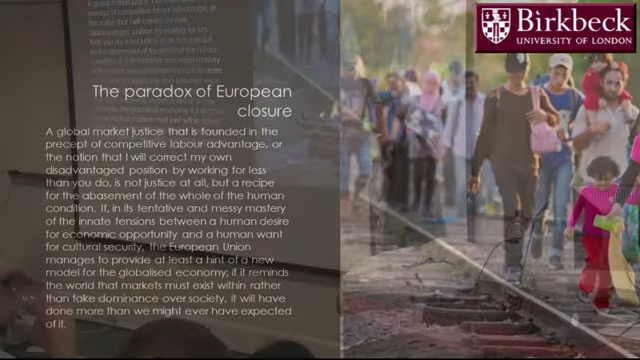 Birkbeck
UNIVERSITY OF LONDON
The paradox of European
closure
A global market justice that is founded in the
precept of competitive labour advantage, or
the notion that I will correct my own
disadvantaged position by working for less
than you do, is not justice at all, but a recipe
for the abasement of the whole of the human
condition. If, in its tentative and messy mastery
of the innate tensions between a human desire
for economic opportunity and a human want
for cultural security, the European Union
manages to provide at least a hint of a new
model for the globalised economy; if it reminds
the world that markets must exist within rather
than take dominance over society, it will have
done more than we might ever have expected
of it.
8